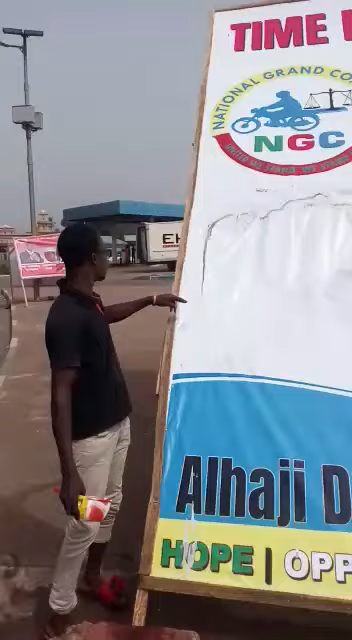 TIME
NATIONAL GRAND CO
NGC
Alhaji D
HOPE | OPP
EH